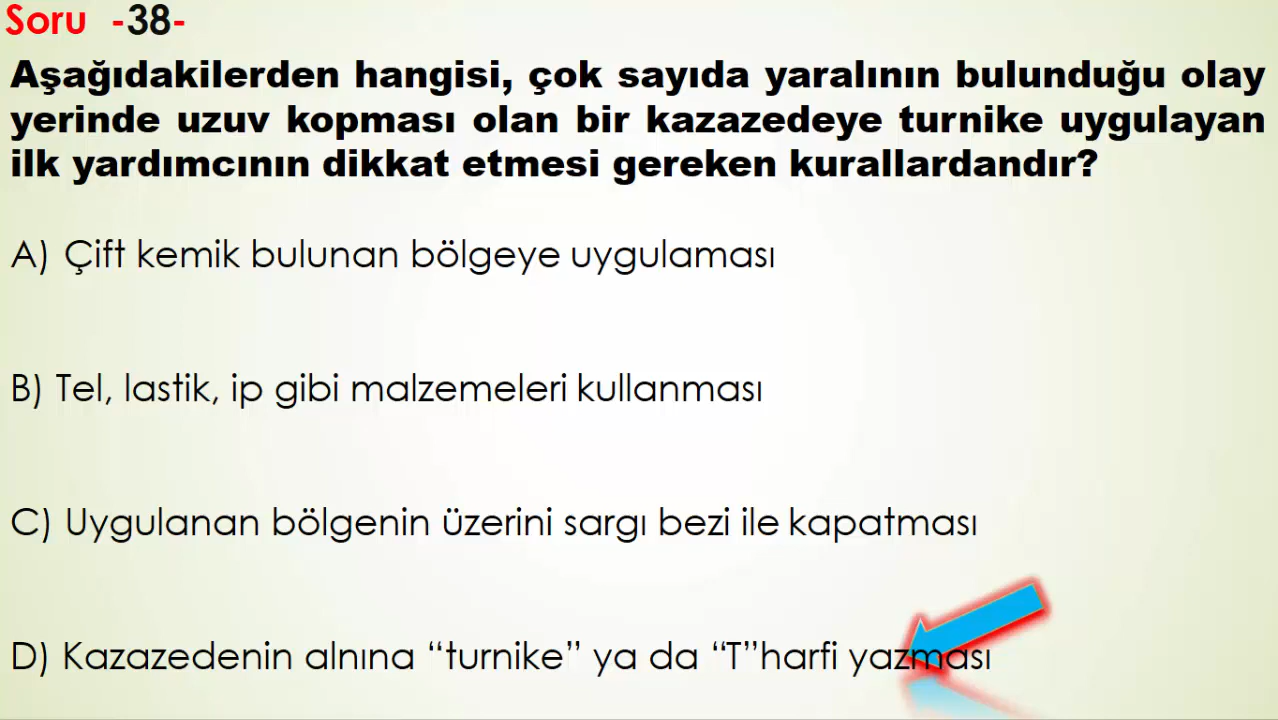 Soru -38-
Aşağıdakilerden hangisi, çok sayıda yaralının bulunduğu olay
yerinde uzuv kopması olan bir kazazedeye turnike uygulayan
ilk yardımcının dikkat etmesi gereken kurallardandır?
A) Çift kemik bulunan bölgeye uygulaması
B) Tel, lastik, ip gibi malzemeleri kullanması
C) Uygulanan bölgenin üzerini sargı bezi ile kapatması
D) Kazazedenin alnına “turnike” ya da “T”harfi yazması